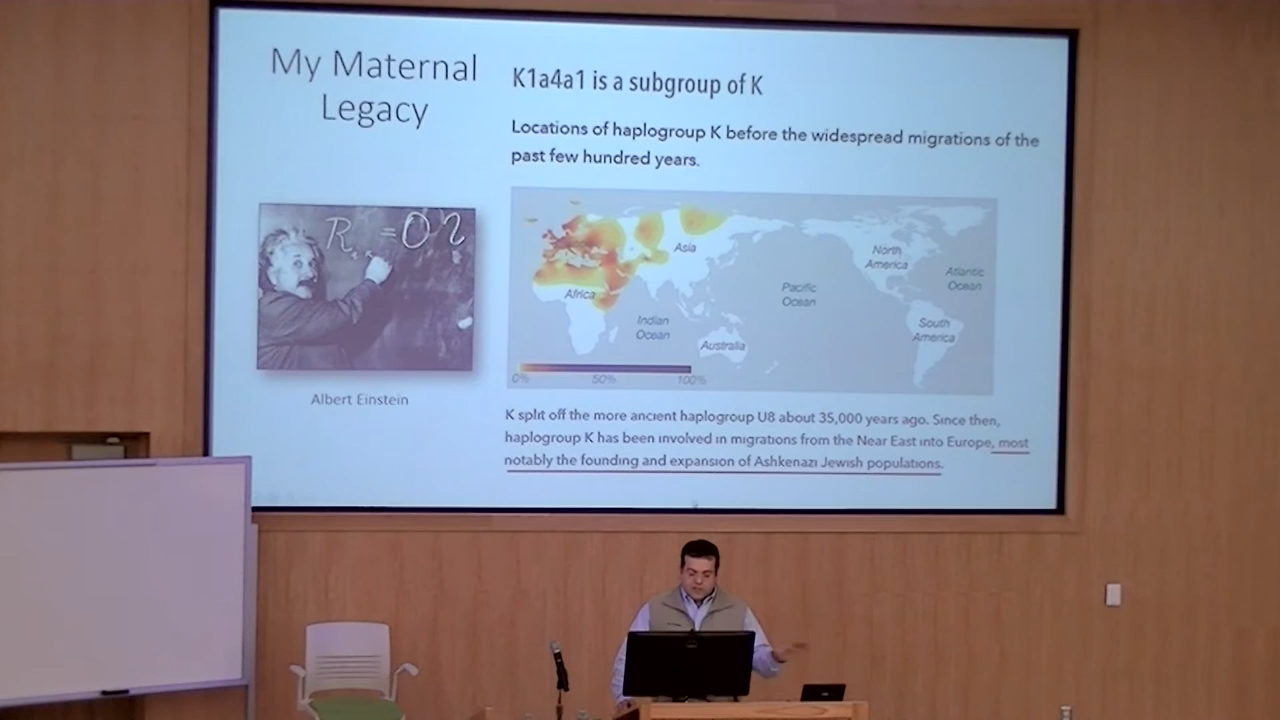 My Maternal
Legacy
K1a4a1 is a subgroup of K
Locations of haplogroup K before the widespread migrations of the
past few hundred years.
Asia
North
America
Atlantic
Ocean
Pacific
Ocean
Africa
Indian
Ocean
South
America
Australia
0%
50%
100%
Albert Einstein
K split off the more ancient haplogroup U8 about 35,000 years ago. Since then,
haplogroup K has been involved in migrations from the Near East into Europe, most
notably the founding and expansion of Ashkenazi Jewish populations.